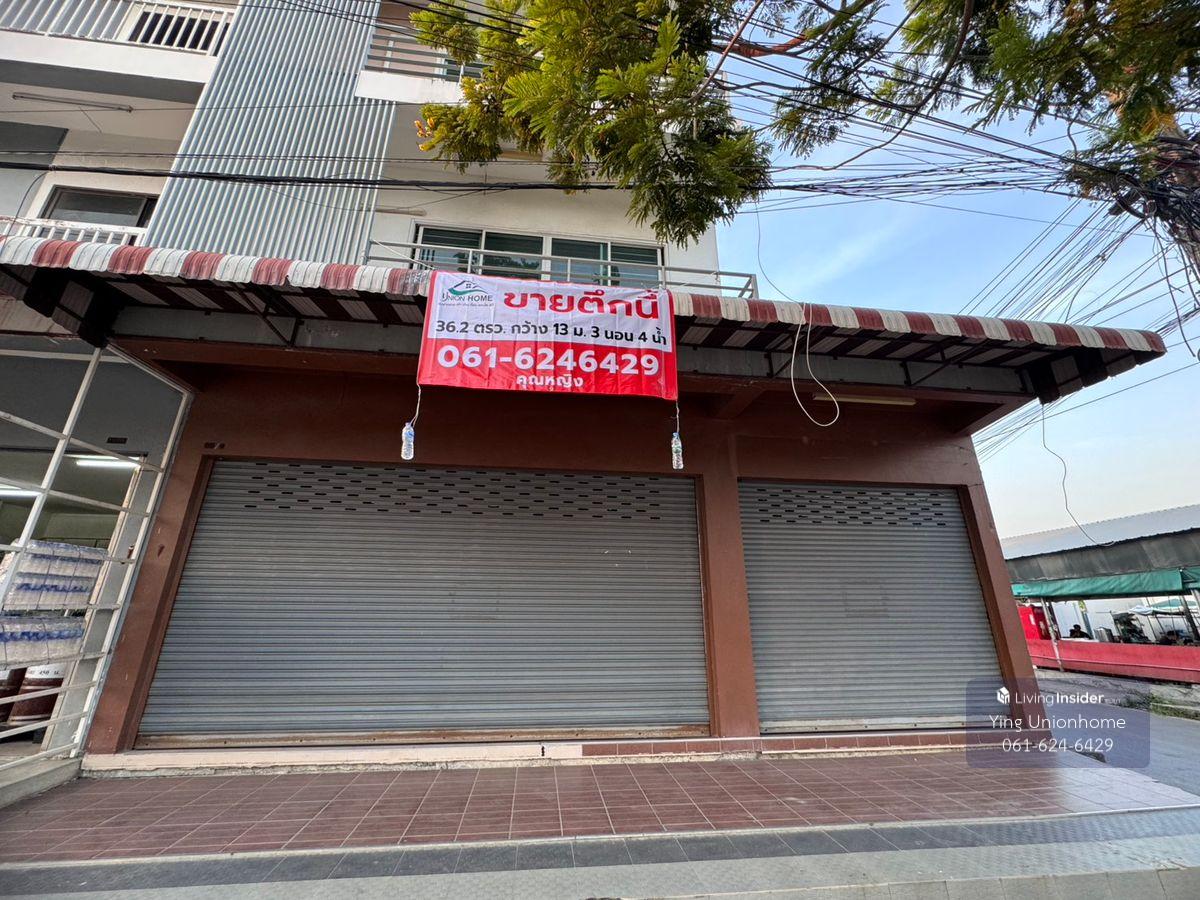 UNION HOME
ขายตึกนี้
36.2 ตรว. กว้าง 13 ม. 3 นอน 4 น้ำ
061-6246429
คุณหญิง
LivingInsider
Ying Unionhome
061-624-6429